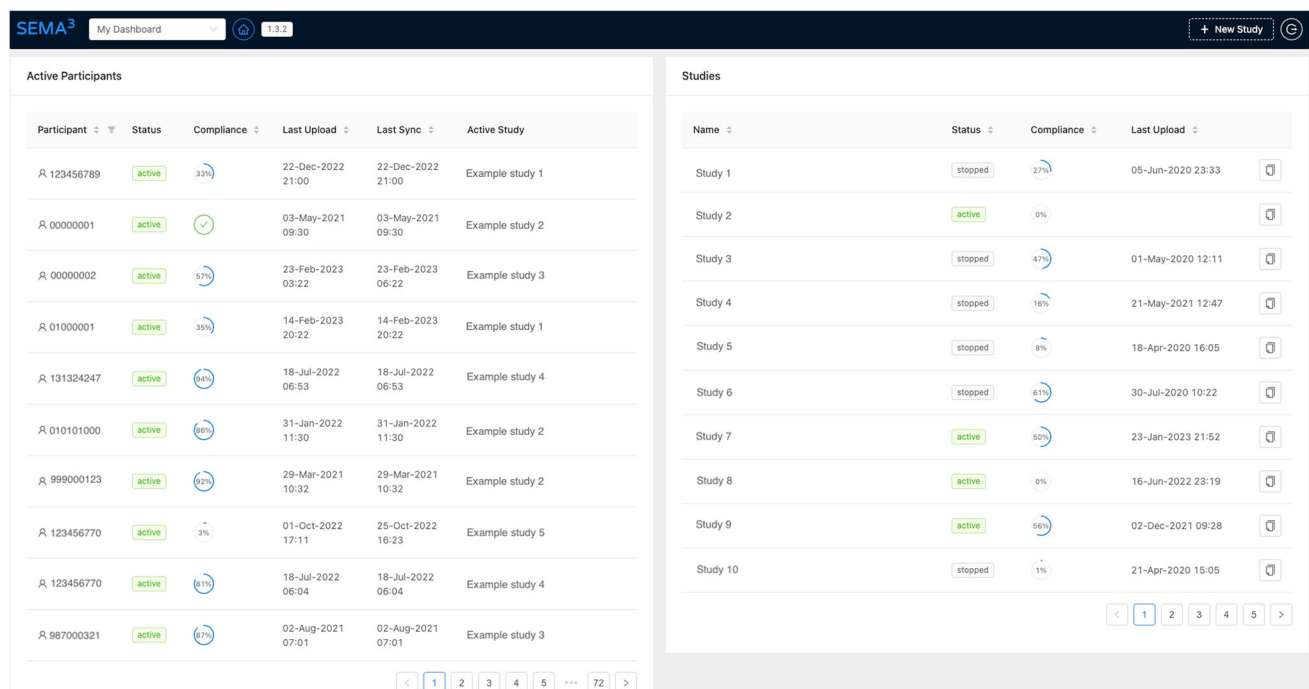 SEMA3 My Dashboard 1.3.2 + New Study
Active Participants
Participant Status Compliance Last Upload Last Sync Active Study
123456789 active 33% 22-Dec-2022 21:00 22-Dec-2022 21:00 Example study 1
00000001 active 03-May-2021 09:30 03-May-2021 09:30 Example study 2
00000002 active 57% 23-Feb-2023 03:22 23-Feb-2023 06:22 Example study 3
01000001 active 35% 14-Feb-2023 20:22 14-Feb-2023 20:22 Example study 1
131324247 active 94% 18-Jul-2022 06:53 18-Jul-2022 06:53 Example study 4
010101000 active 86% 31-Jan-2022 11:30 31-Jan-2022 11:30 Example study 2
999000123 active 92% 29-Mar-2021 10:32 29-Mar-2021 10:32 Example study 2
123456770 active 3% 01-Oct-2022 17:11 25-Oct-2022 16:23 Example study 5
123456770 active 81% 18-Jul-2022 06:04 18-Jul-2022 06:04 Example study 4
987000321 active 87% 02-Aug-2021 07:01 02-Aug-2021 07:01 Example study 3
< 1 2 3 4 5 ••• 72 >
Studies
Name Status Compliance Last Upload
Study 1 stopped 27% 05-Jun-2020 23:33
Study 2 active 0%
Study 3 stopped 47% 01-May-2020 12:11
Study 4 stopped 16% 21-May-2021 12:47
Study 5 stopped 8% 18-Apr-2020 16:05
Study 6 stopped 61% 30-Jul-2020 10:22
Study 7 active 50% 23-Jan-2023 21:52
Study 8 active 0% 16-Jun-2022 23:19
Study 9 active 56% 02-Dec-2021 09:28
Study 10 stopped 1% 21-Apr-2020 15:05
< 1 2 3 4 5 >